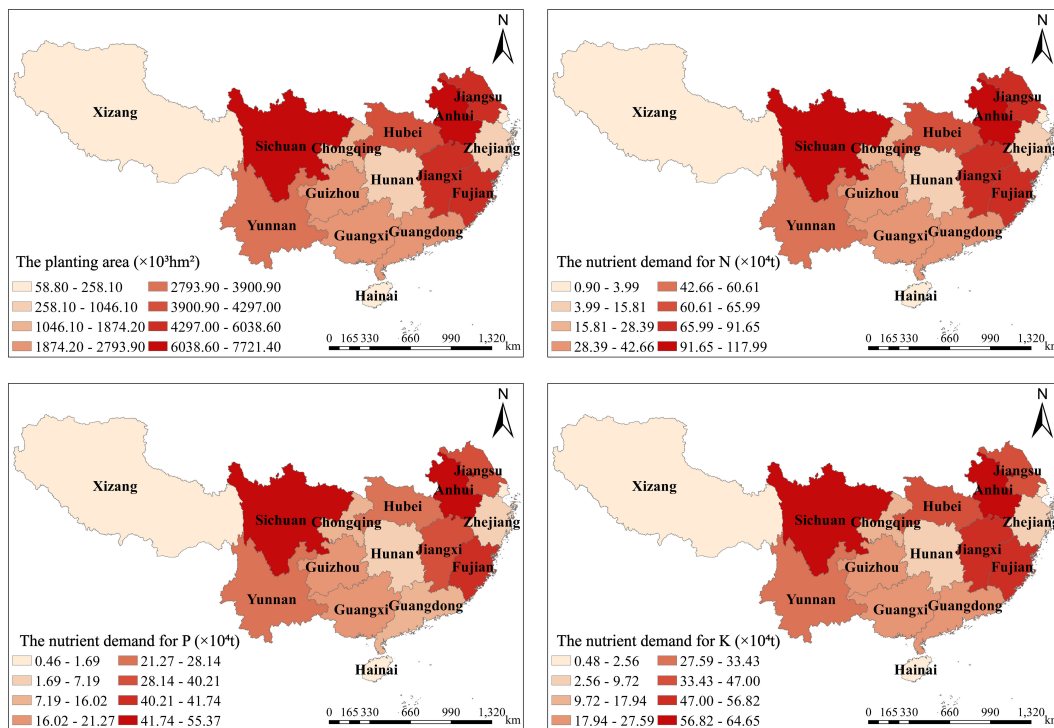 N
Xizang
Sichuan
Chongqing
Hubei
Jiangsu
Anhui
Zhejiang
Hunan
Jiangxi
Fujian
Guizhou
Yunnan
Guangxi
Guangdong
Hainai
The planting area (×10³hm²)
58.80 - 258.10
258.10 - 1046.10
1046.10 - 1874.20
1874.20 - 2793.90
2793.90 - 3900.90
3900.90 - 4297.00
4297.00 - 6038.60
6038.60 - 7721.40
0 165 330 660 990 1,320
km
N
Xizang
Sichuan
Chongqing
Hubei
Jiangsu
Anhui
Zhejiang
Hunan
Jiangxi
Fujian
Guizhou
Yunnan
Guangxi
Guangdong
Hainai
The nutrient demand for N (×10⁴t)
0.90 - 3.99
3.99 - 15.81
15.81 - 28.39
28.39 - 42.66
42.66 - 60.61
60.61 - 65.99
65.99 - 91.65
91.65 - 117.99
0 165 330 660 990 1,320
km
N
Xizang
Sichuan
Chongqing
Hubei
Jiangsu
Anhui
Zhejiang
Hunan
Jiangxi
Fujian
Guizhou
Yunnan
Guangxi
Guangdong
Hainai
The nutrient demand for P (×10⁴t)
0.46 - 1.69
1.69 - 7.19
7.19 - 16.02
16.02 - 21.27
21.27 - 28.14
28.14 - 40.21
40.21 - 41.74
41.74 - 55.37
0 165 330 660 990 1,320
km
N
Xizang
Sichuan
Chongqing
Hubei
Jiangsu
Anhui
Zhejiang
Hunan
Jiangxi
Fujian
Guizhou
Yunnan
Guangxi
Guangdong
Hainai
The nutrient demand for K (×10⁴t)
0.48 - 2.56
2.56 - 9.72
9.72 - 17.94
17.94 - 27.59
27.59 - 33.43
33.43 - 47.00
47.00 - 56.82
56.82 - 64.65
0 165 330 660 990 1,320
km